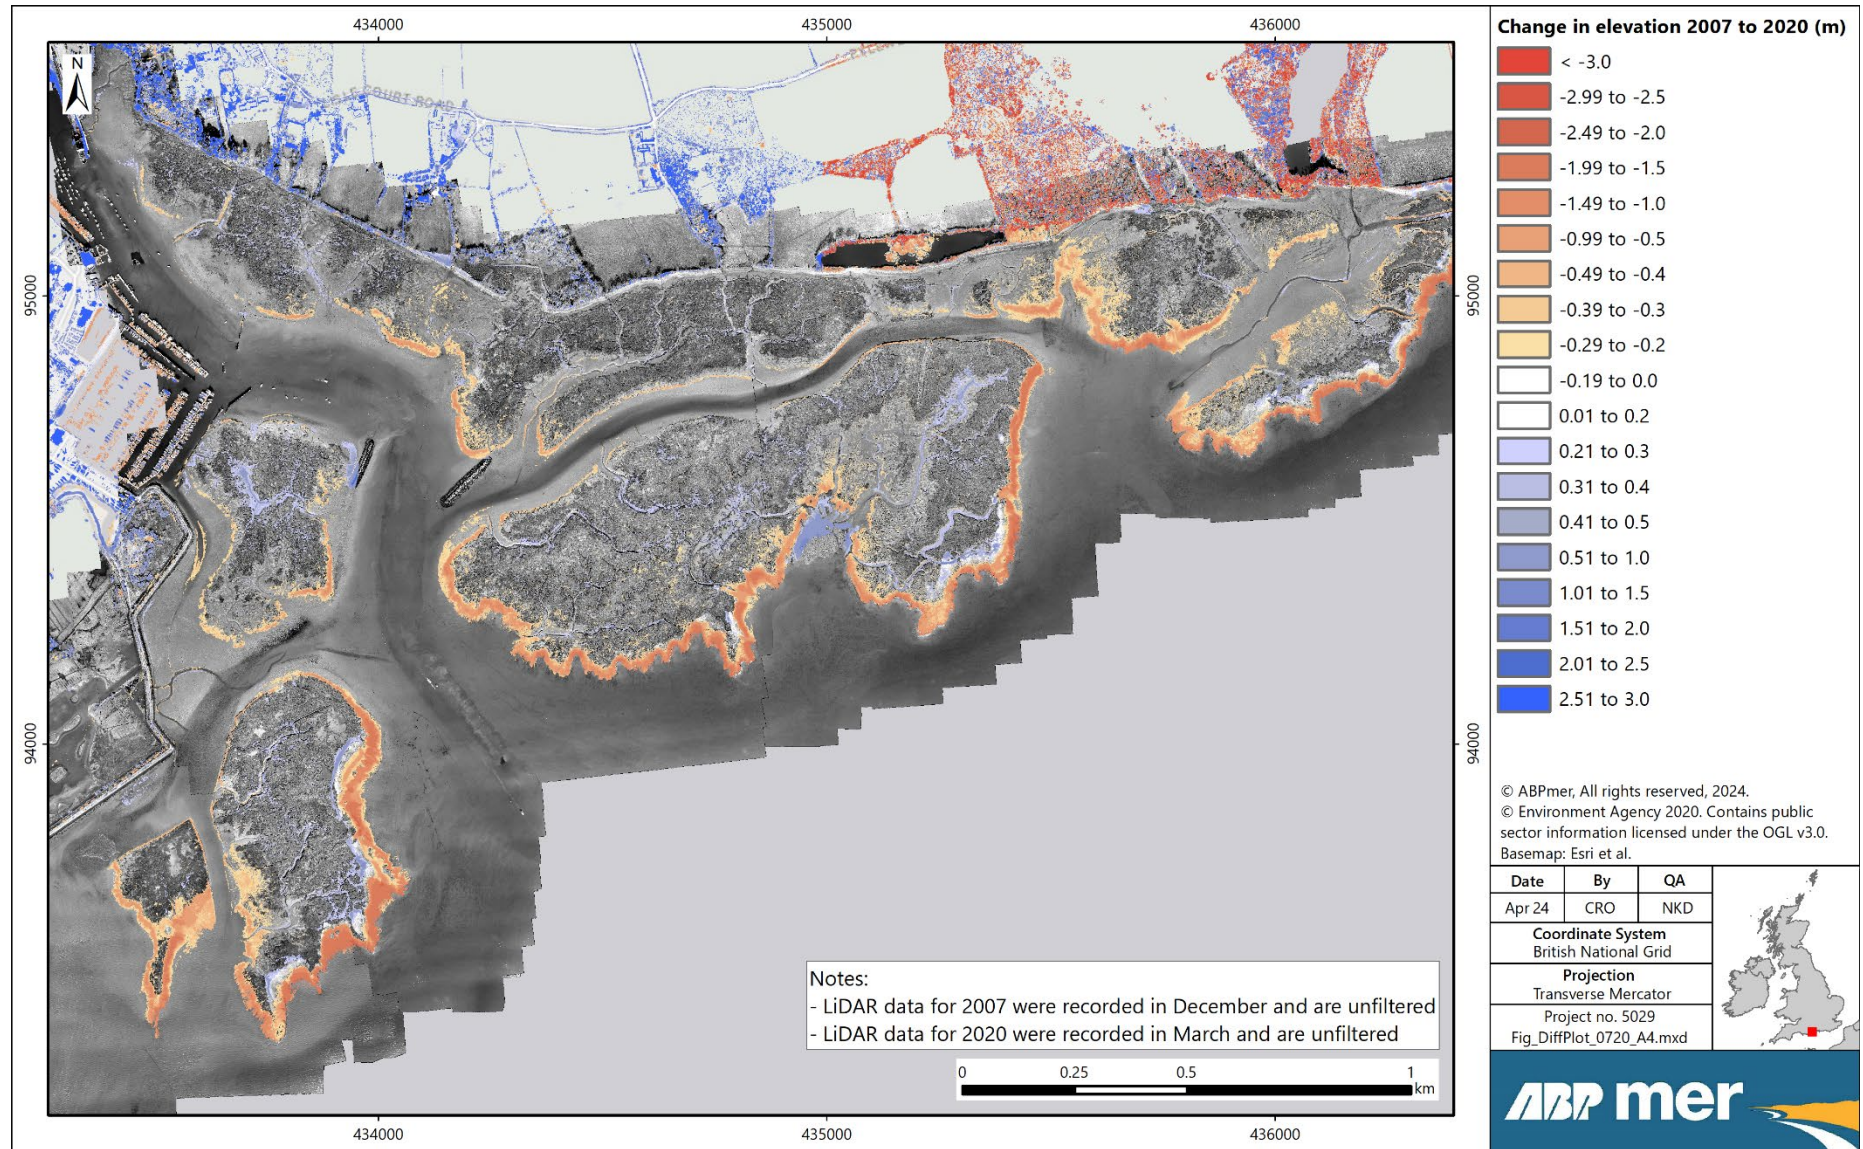 434000
435000
436000
N
COURT ROAD
95000
95000
94000
94000
Notes:
- LiDAR data for 2007 were recorded in December and are unfiltered
- LiDAR data for 2020 were recorded in March and are unfiltered
0 0.25 0.5 1
km
434000
435000
436000
Change in elevation 2007 to 2020 (m)
< -3.0
-2.99 to -2.5
-2.49 to -2.0
-1.99 to -1.5
-1.49 to -1.0
-0.99 to -0.5
-0.49 to -0.4
-0.39 to -0.3
-0.29 to -0.2
-0.19 to 0.0
0.01 to 0.2
0.21 to 0.3
0.31 to 0.4
0.41 to 0.5
0.51 to 1.0
1.01 to 1.5
1.51 to 2.0
2.01 to 2.5
2.51 to 3.0
© ABPmer, All rights reserved, 2024.
© Environment Agency 2020. Contains public
sector information licensed under the OGL v3.0.
Basemap: Esri et al.
Date By QA
Apr 24 CRO NKD
Coordinate System
British National Grid
Projection
Transverse Mercator
Project no. 5029
Fig_DiffPlot_0720_A4.mxd
ABP mer